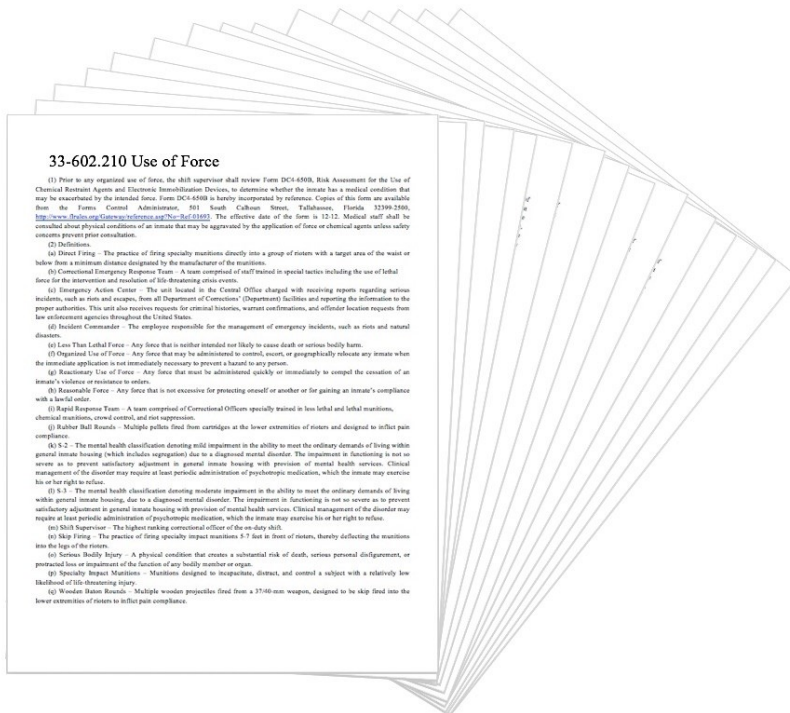 33-602.210 Use of Force
(1) Prior to any organized use of force, the shift supervisor shall review Form DC4-650B, Risk Assessment for the Use of
Chemical Restraint Agents and Electronic Immobilization Devices, to determine whether the inmate has a medical condition that
may be exacerbated by the intended force. Form DC4-650B is hereby incorporated by reference. Copies of this form are available
from the Forms Control Administrator, 501 South Calhoun Street, Tallahassee, Florida 32399-2500,
http://www.flrules.org/Gateway/reference.asp?No=Ref-01693. The effective date of the form is 12-12. Medical staff shall be
consulted about physical conditions of an inmate that may be aggravated by the application of force or chemical agents unless safety
concerns prevent prior consultation.
(2) Definitions.
(a) Direct Firing – The practice of firing specialty munitions directly into a group of rioters with a target area of the waist or
below from a minimum distance designated by the manufacturer of the munitions.
(b) Correctional Emergency Response Team – A team comprised of staff trained in special tactics including the use of lethal
force for the intervention and resolution of life-threatening crisis events.
(c) Emergency Action Center – The unit located in the Central Office charged with receiving reports regarding serious
incidents, such as riots and escapes, from all Department of Corrections' (Department) facilities and reporting the information to the
proper authorities. This unit also receives requests for criminal histories, warrant confirmations, and offender location requests from
law enforcement agencies throughout the United States.
(d) Incident Commander – The employee responsible for the management of emergency incidents, such as riots and natural
disasters.
(e) Less Than Lethal Force – Any force that is neither intended nor likely to cause death or serious bodily harm.
(f) Organized Use of Force – Any force that may be administered to control, escort, or geographically relocate any inmate when
the immediate application is not immediately necessary to prevent a hazard to any person.
(g) Reactionary Use of Force – Any force that must be administered quickly or immediately to compel the cessation of an
inmate's violence or resistance to orders.
(h) Reasonable Force – Any force that is not excessive for protecting oneself or another or for gaining an inmate's compliance
with a lawful order.
(i) Rapid Response Team – A team comprised of Correctional Officers specially trained in less lethal and lethal munitions,
chemical munitions, crowd control, and riot suppression.
(j) Rubber Ball Rounds – Multiple pellets fired from cartridges at the lower extremities of rioters and designed to inflict pain
compliance.
(k) S-2 – The mental health classification denoting mild impairment in the ability to meet the ordinary demands of living within
general inmate housing (which includes segregation) due to a diagnosed mental disorder. The impairment in functioning is not so
severe as to prevent satisfactory adjustment in general inmate housing with provision of mental health services. Clinical
management of the disorder may require at least periodic administration of psychotropic medication, which the inmate may exercise
his or her right to refuse.
(l) S-3 – The mental health classification denoting moderate impairment in the ability to meet the ordinary demands of living
within general inmate housing, due to a diagnosed mental disorder. The impairment in functioning is not so severe as to prevent
satisfactory adjustment in general inmate housing with provision of mental health services. Clinical management of the disorder may
require at least periodic administration of psychotropic medication, which the inmate may exercise his or her right to refuse.
(m) Shift Supervisor – The highest ranking correctional officer of the on-duty shift.
(n) Skip Firing – The practice of firing specialty impact munitions 5-7 feet in front of rioters, thereby deflecting the munitions
into the legs of the rioters.
(o) Serious Bodily Injury – A physical condition that creates a substantial risk of death, serious personal disfigurement, or
protracted loss or impairment of the function of any bodily member or organ.
(p) Specialty Impact Munitions – Munitions designed to incapacitate, distract, and control a subject with a relatively low
likelihood of life-threatening injury.
(q) Wooden Baton Rounds – Multiple wooden projectiles fired from a 37/40-mm weapon, designed to be skip fired into the
lower extremities of rioters to inflict pain compliance.